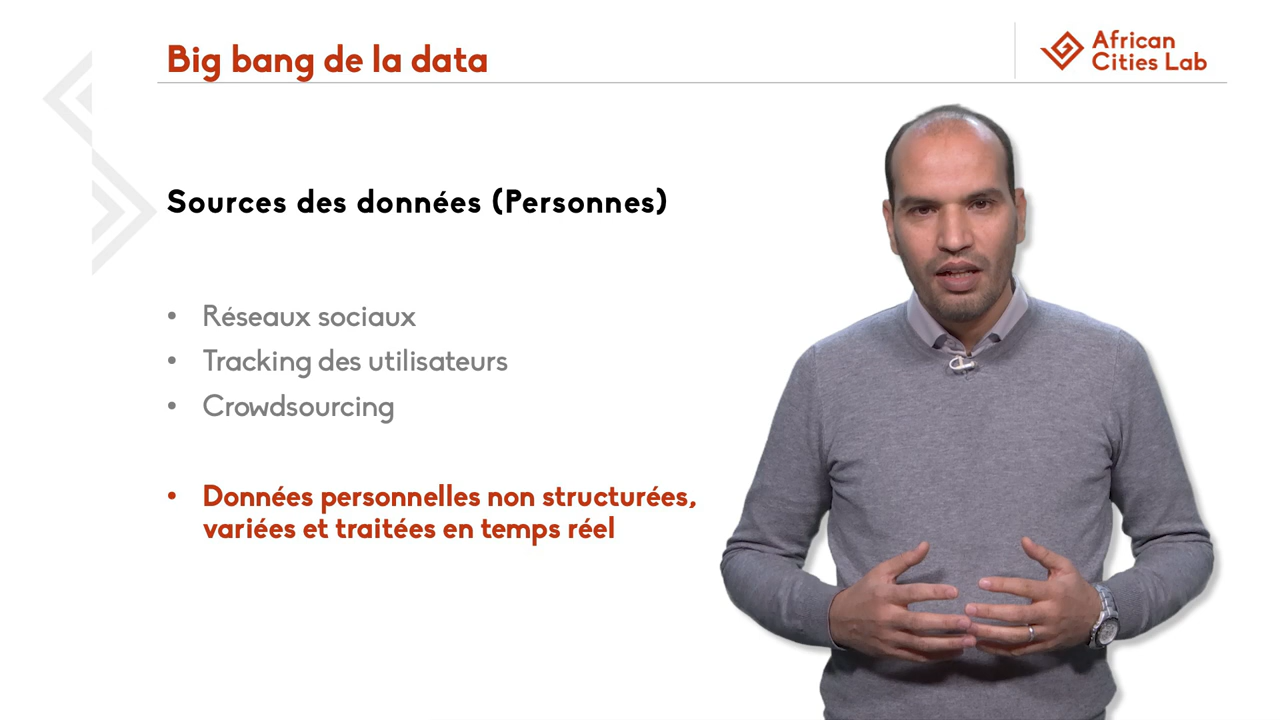 Big bang de la data
African
Cities Lab
Sources des données (Personnes)
• Réseaux sociaux
• Tracking des utilisateurs
• Crowdsourcing
• Données personnelles non structurées,
variées et traitées en temps réel